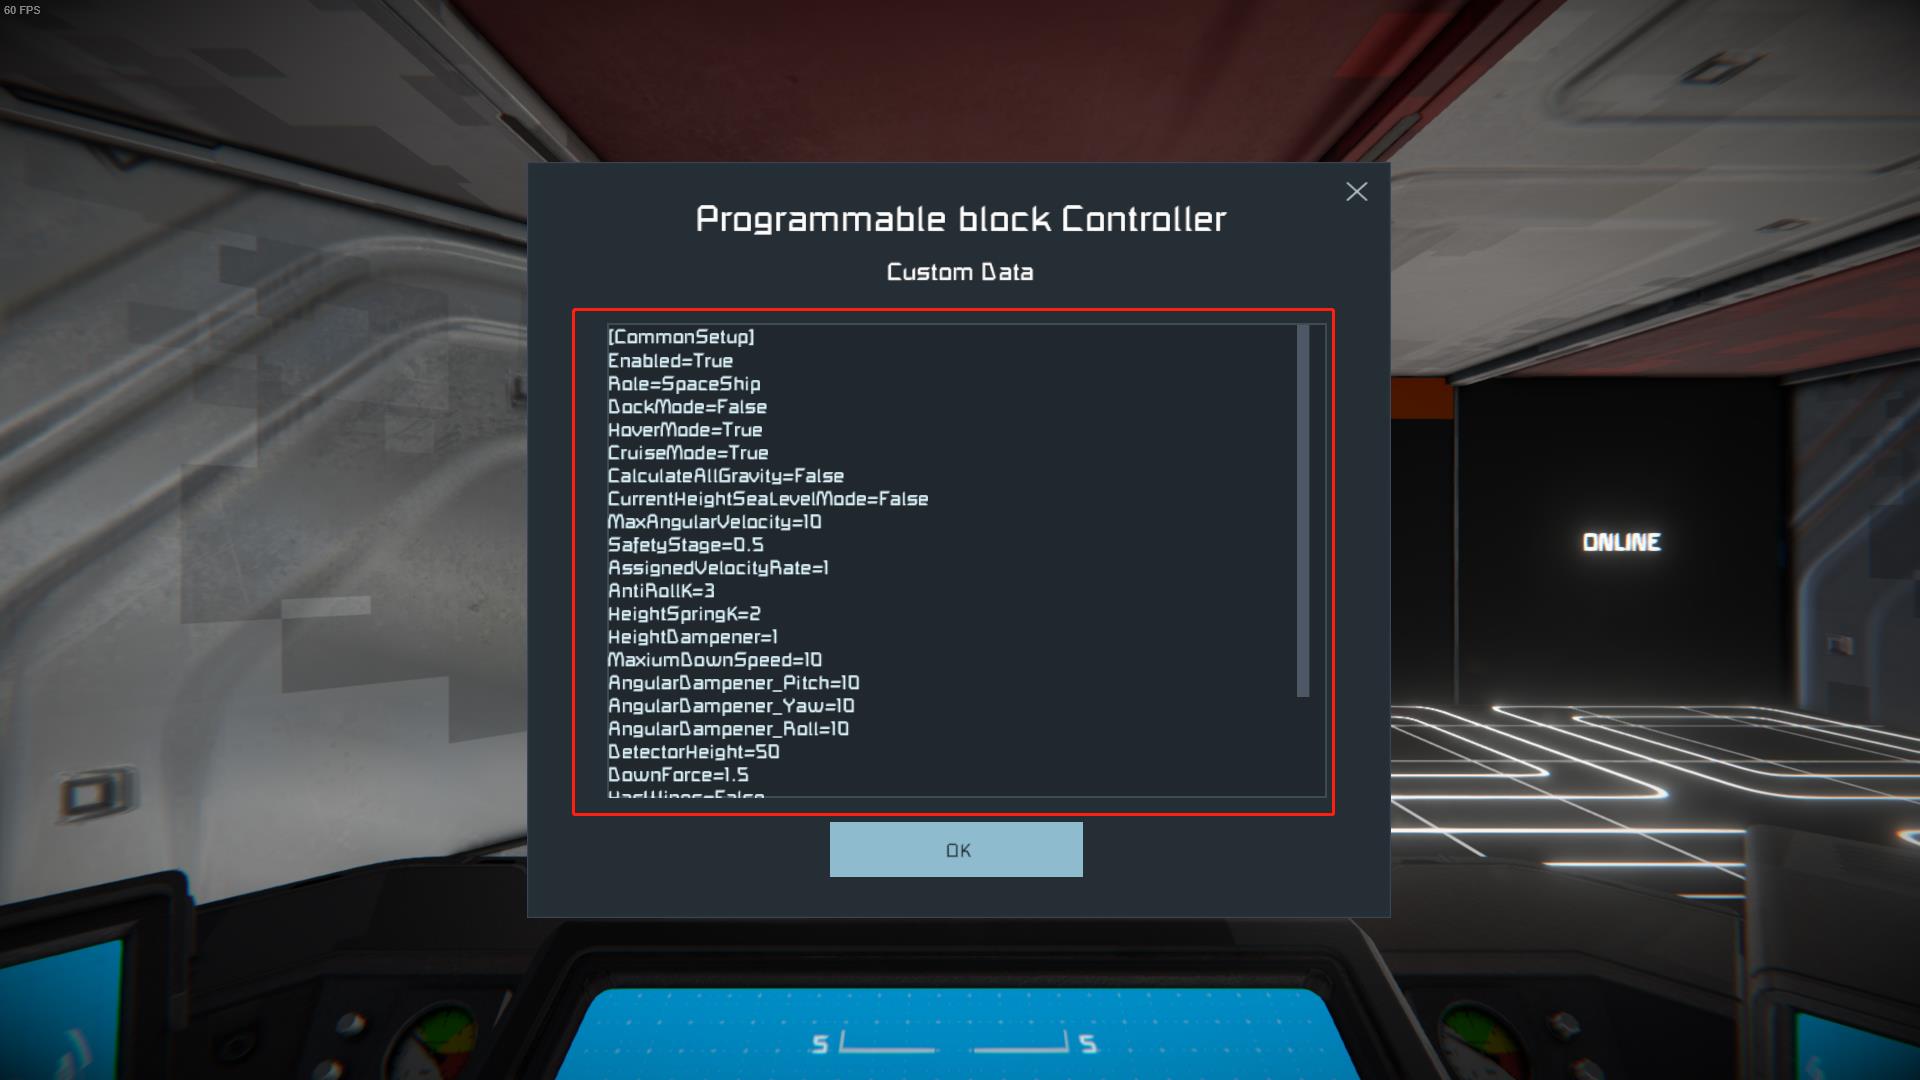 60 FPS
Programmable block Controller
Custom Data
[CommonSetup]
Enabled=True
Role=SpaceShip
DockMode=False
HoverMode=True
CruiseMode=True
CalculateAllGravity=False
CurrentHeightSeaLevelMode=False
MaxAngularVelocity=10
SafetyStage=0.5
AssignedVelocityRate=1
AntiRollK=3
HeightSpringK=2
HeightDampener=1
MaxiumDownSpeed=10
AngularDampener_Pitch=10
AngularDampener_Yaw=10
AngularDampener_Roll=10
DetectorHeight=50
DownForce=1.5
HasWings=False
OK
ONLINE
5 5